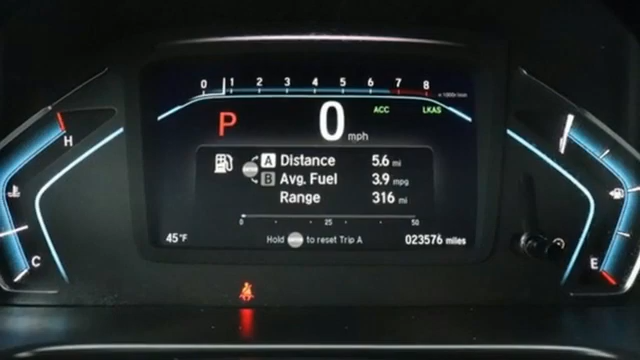 0 1 2 3 4 5 6 7 8 x 1000r/min
ACC LKAS
P 0 mph
H
A Distance 5.6 mi
B Avg. Fuel 3.9 mpg
Range 316 mi
0 25 50
45°F Hold to reset Trip A 023576 miles
C E